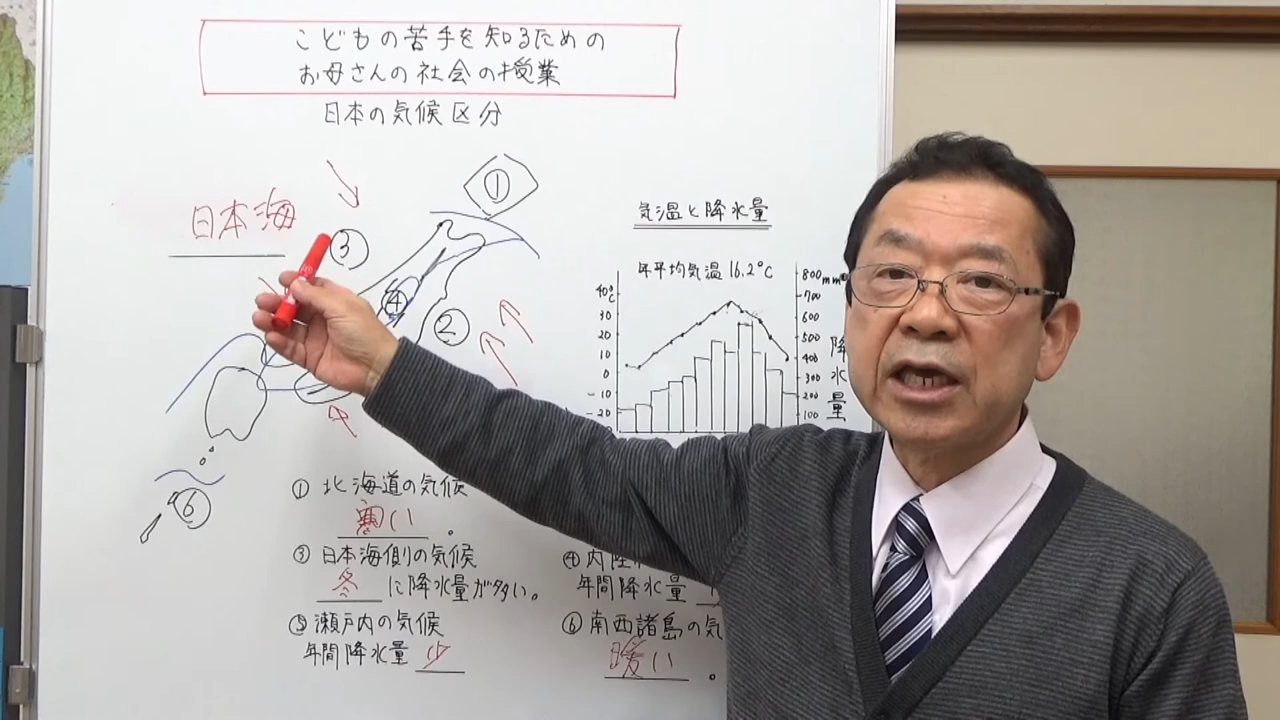 こどもの苦手を知るための
お母さんの社会の授業
日本の気候区分
日本海
①
③
④
②
⑥
気温と降水量
年平均気温 16.2℃
40℃
30
20
10
0
-10
-20
800mm
700
600
500
400
300
200
100
降水量
① 北海道の気候
寒い。
③ 日本海側の気候
冬に降水量が多い。
④ 内陸
年間降水量
⑤ 瀬戸内の気候
年間降水量 少
⑥ 南西諸島の気
暖い。